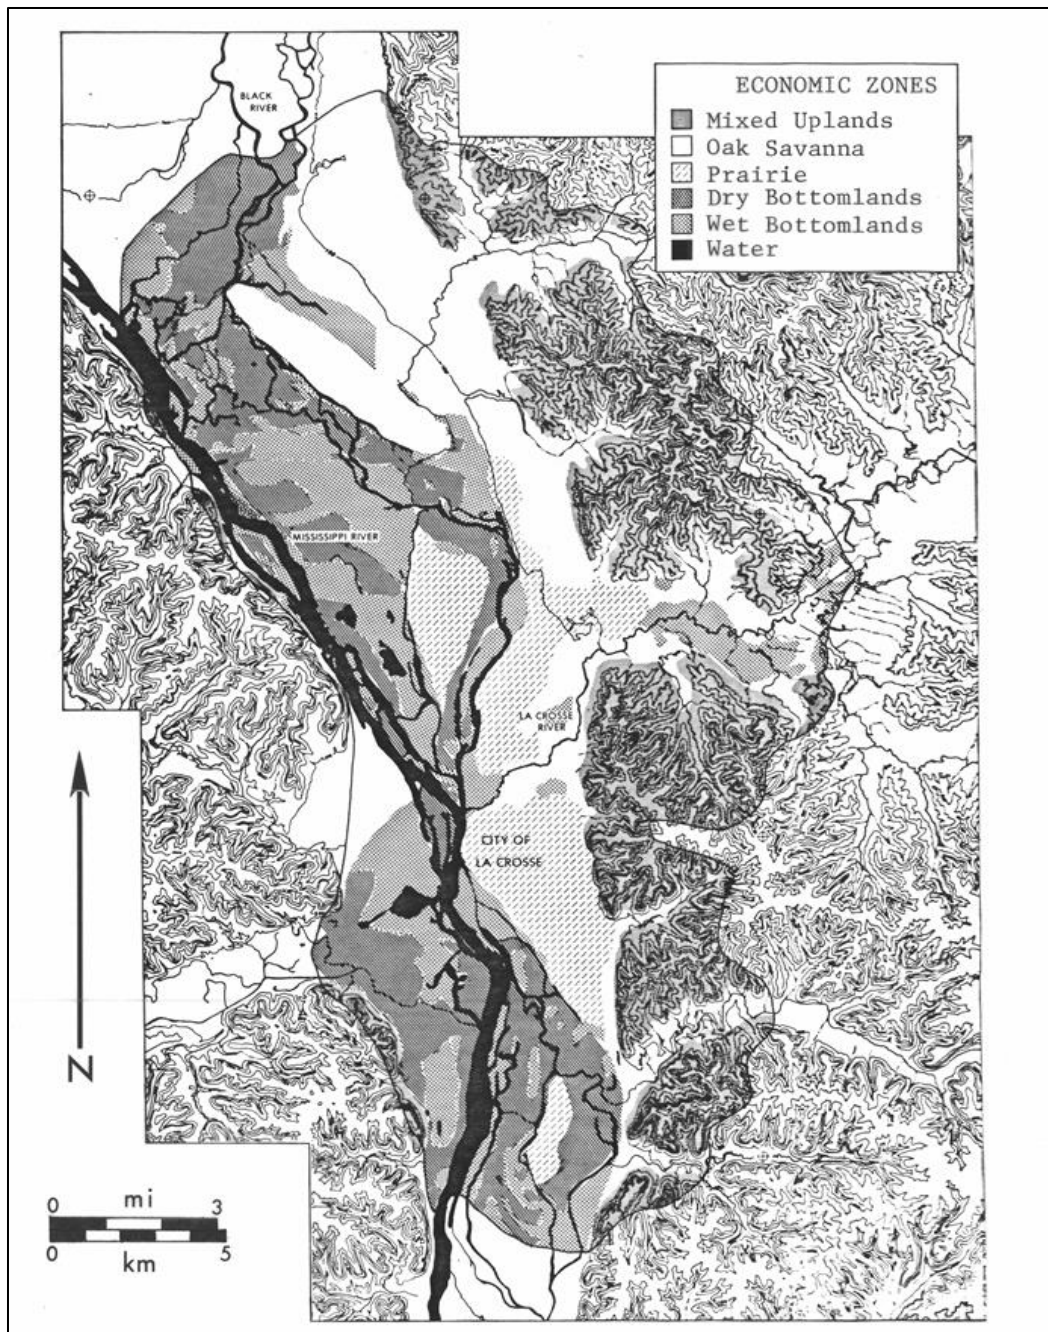 BLACK
RIVER
ECONOMIC ZONES
Mixed Uplands
Oak Savanna
Prairie
Dry Bottomlands
Wet Bottomlands
Water
MISSISSIPPI RIVER
LA CROSSE
RIVER
CITY OF
LA CROSSE
N
0 mi 3
0 km 5